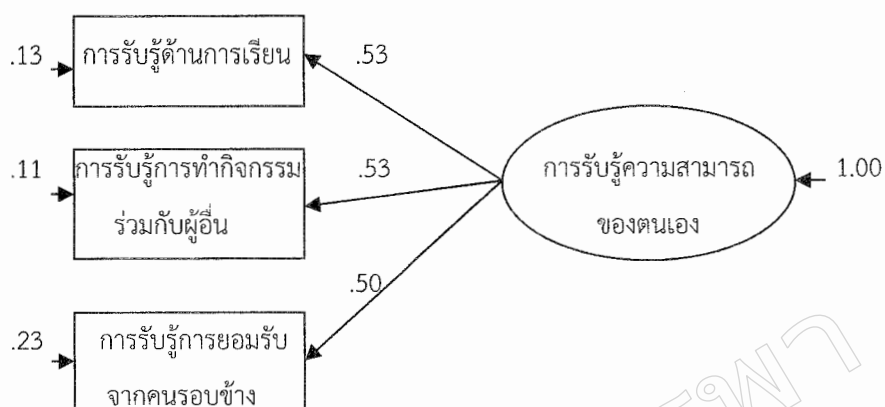 .13 การรับรู้ด้านการเรียน .53
.11 การรับรู้การทำกิจกรรม .53 การรับรู้ความสามารถ 1.00
ร่วมกับผู้อื่น ของตนเอง
.50
.23 การรับรู้การยอมรับ
จากคนรอบข้าง